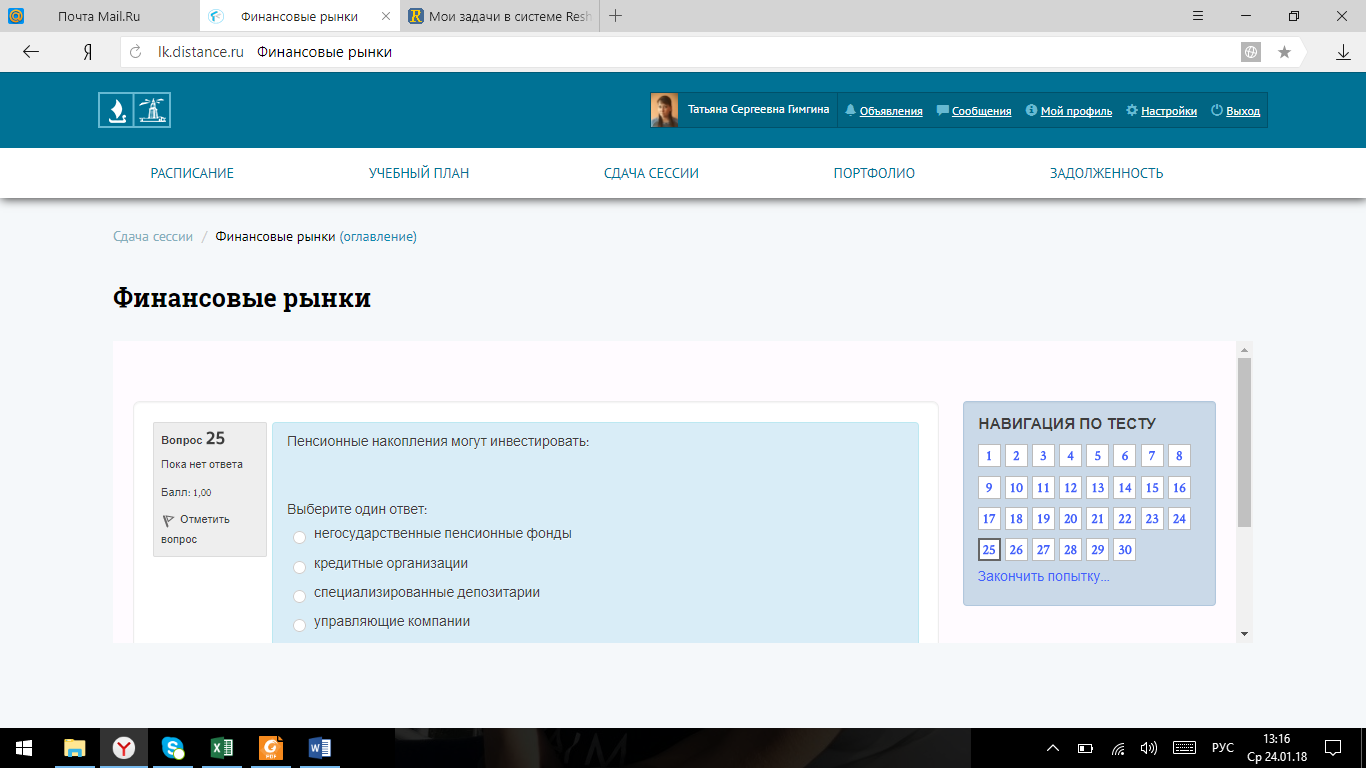 Почта Mail.Ru
Финансовые рынки
Мои задачи в системе Resh
lk.distance.ru Финансовые рынки
Татьяна Сергеевна Гимгина
Объявления
Сообщения
Мой профиль
Настройки
Выход
РАСПИСАНИЕ
УЧЕБНЫЙ ПЛАН
СДАЧА СЕССИИ
ПОРТФОЛИО
ЗАДОЛЖЕННОСТЬ
Сдача сессии / Финансовые рынки (оглавление)
Финансовые рынки
Вопрос 25
Пока нет ответа
Балл: 1,00
Отметить
вопрос
Пенсионные накопления могут инвестировать:
Выберите один ответ:
негосударственные пенсионные фонды
кредитные организации
специализированные депозитарии
управляющие компании
НАВИГАЦИЯ ПО ТЕСТУ
1 2 3 4 5 6 7 8
9 10 11 12 13 14 15 16
17 18 19 20 21 22 23 24
25 26 27 28 29 30
Закончить попытку...
РУС
13:16
Ср 24.01.18